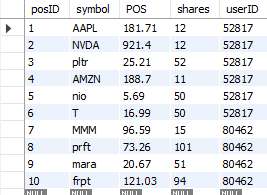 posID symbol POS shares userID
1 AAPL 181.71 12 52817
2 NVDA 921.4 12 52817
3 pltr 25.21 52 52817
4 AMZN 188.7 11 52817
5 nio 5.69 50 52817
6 T 16.99 50 52817
7 MMM 96.59 15 80462
8 prft 73.26 101 80462
9 mara 20.67 51 80462
10 frpt 121.03 94 80462
NULL NULL NULL NULL NULL